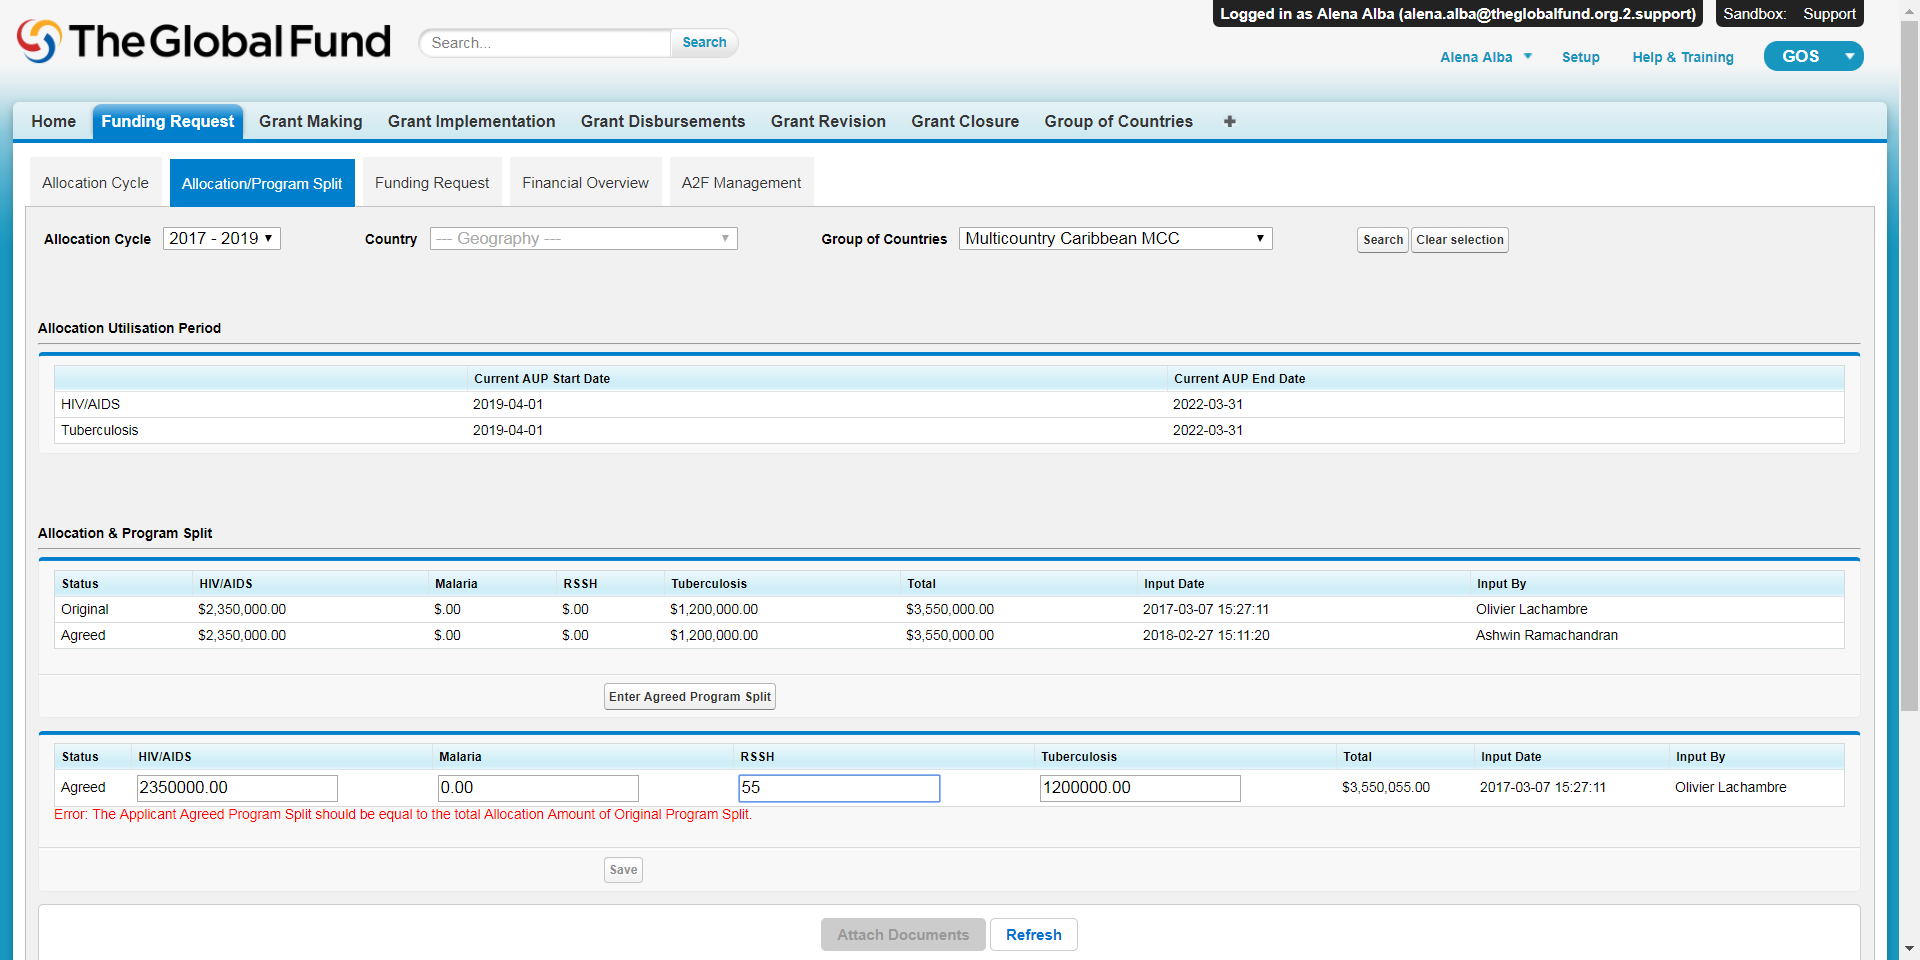 Logged in as Alena Alba (alena.alba@theglobalfund.org.2.support) Sandbox: Support
The Global Fund Search... Search
Alena Alba Setup Help & Training GOS
Home Funding Request Grant Making Grant Implementation Grant Disbursements Grant Revision Grant Closure Group of Countries +
Allocation Cycle Allocation/Program Split Funding Request Financial Overview A2F Management
Allocation Cycle 2017 - 2019 Country --- Geography --- Group of Countries Multicountry Caribbean MCC Search Clear selection
Allocation Utilisation Period
Current AUP Start Date Current AUP End Date
HIV/AIDS 2019-04-01 2022-03-31
Tuberculosis 2019-04-01 2022-03-31
Allocation & Program Split
Status HIV/AIDS Malaria RSSH Tuberculosis Total Input Date Input By
Original $2,350,000.00 $.00 $.00 $1,200,000.00 $3,550,000.00 2017-03-07 15:27:11 Olivier Lachambre
Agreed $2,350,000.00 $.00 $.00 $1,200,000.00 $3,550,000.00 2018-02-27 15:11:20 Ashwin Ramachandran
Enter Agreed Program Split
Status HIV/AIDS Malaria RSSH Tuberculosis Total Input Date Input By
Agreed 2350000.00 0.00 55 1200000.00 $3,550,055.00 2017-03-07 15:27:11 Olivier Lachambre
Error: The Applicant Agreed Program Split should be equal to the total Allocation Amount of Original Program Split.
Save
Attach Documents Refresh